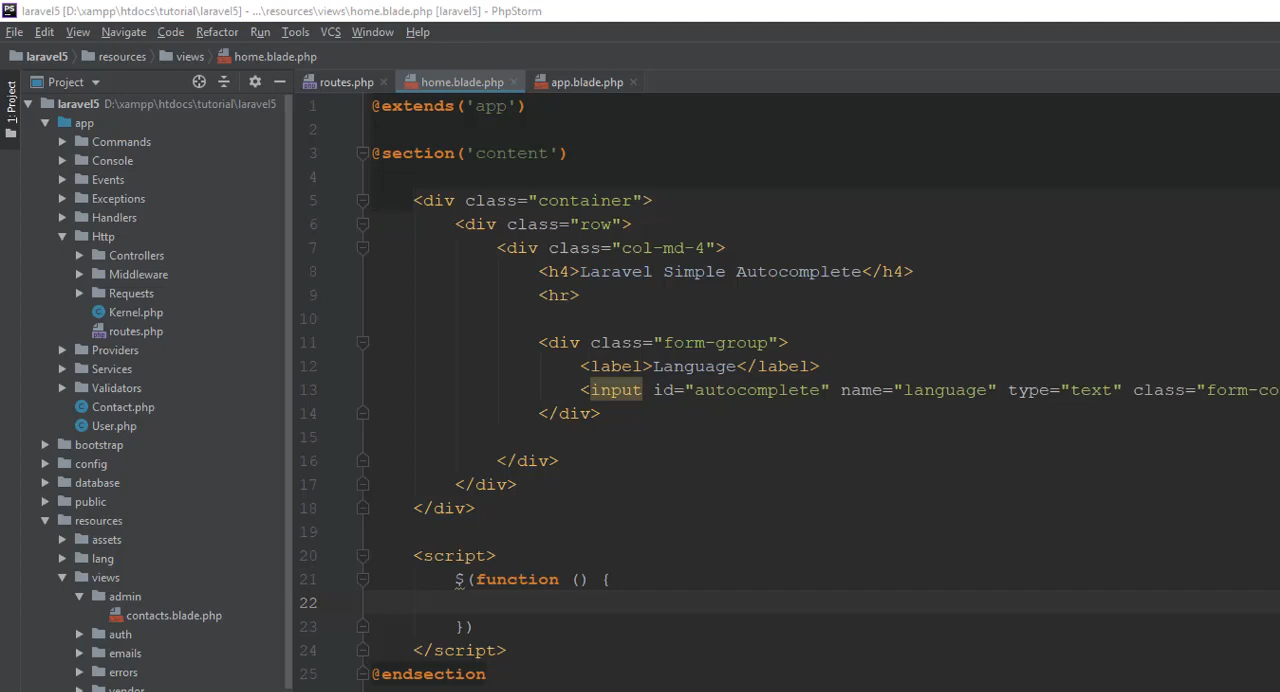 PS laravel5 [D:\xampp\htdocs\tutorial\laravel5] - ...\resources\views\home.blade.php [laravel5] - PhpStorm
File Edit View Navigate Code Refactor Run Tools VCS Window Help
laravel5 resources views home.blade.php
1: Project
Project
routes.php home.blade.php app.blade.php
laravel5 D:\xampp\htdocs\tutorial\laravel5
app
Commands
Console
Events
Exceptions
Handlers
Http
Controllers
Middleware
Requests
Kernel.php
routes.php
Providers
Services
Validators
Contact.php
User.php
bootstrap
config
database
public
resources
assets
lang
views
admin
contacts.blade.php
auth
emails
errors
vendor
1 @extends('app')
2
3 @section('content')
4
5 <div class="container">
6 <div class="row">
7 <div class="col-md-4">
8 <h4>Laravel Simple Autocomplete</h4>
9 <hr>
10
11 <div class="form-group">
12 <label>Language</label>
13 <input id="autocomplete" name="language" type="text" class="form-co
14 </div>
15
16 </div>
17 </div>
18 </div>
19
20 <script>
21 $(function () {
22
23 })
24 </script>
25 @endsection